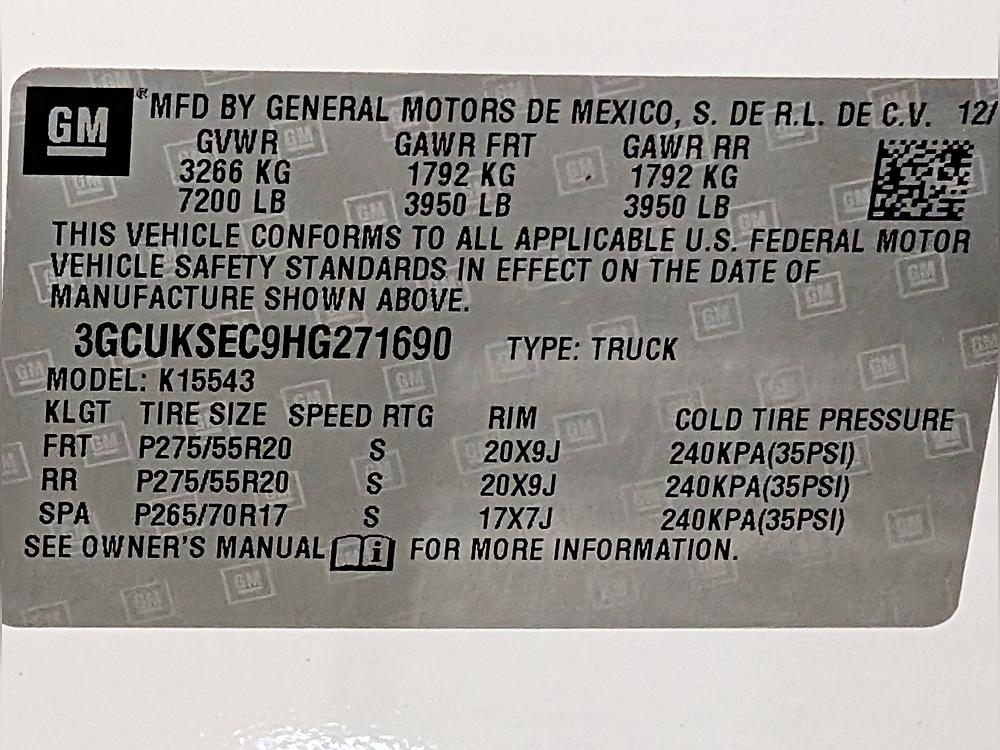 GM ® MFD BY GENERAL MOTORS DE MEXICO, S. DE R.L. DE C.V. 12/
GVWR GAWR FRT GAWR RR
3266 KG 1792 KG 1792 KG
7200 LB 3950 LB 3950 LB
THIS VEHICLE CONFORMS TO ALL APPLICABLE U.S. FEDERAL MOTOR
VEHICLE SAFETY STANDARDS IN EFFECT ON THE DATE OF
MANUFACTURE SHOWN ABOVE.
3GCUKSEC9HG271690 TYPE: TRUCK
MODEL: K15543
KLGT TIRE SIZE SPEED RTG RIM COLD TIRE PRESSURE
FRT P275/55R20 S 20X9J 240KPA(35PSI)
RR P275/55R20 S 20X9J 240KPA(35PSI)
SPA P265/70R17 S 17X7J 240KPA(35PSI)
SEE OWNER'S MANUAL FOR MORE INFORMATION.